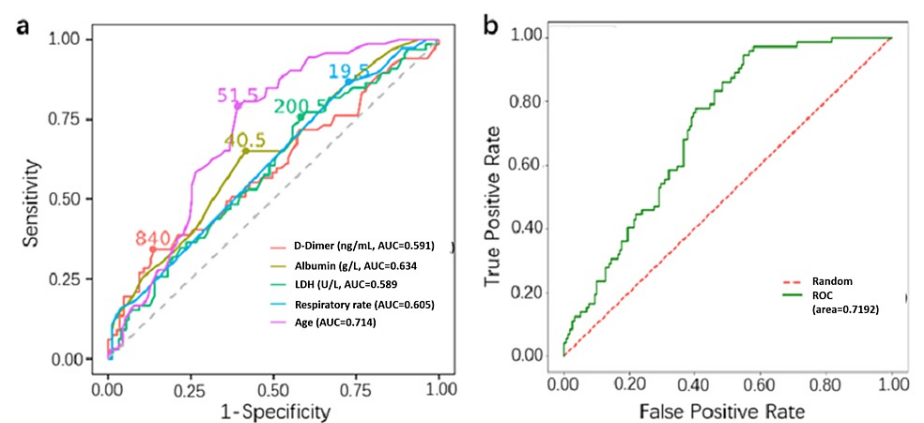 a
1.00
0.75
0.50
0.25
0.00
Sensitivity
51.5
19.5
200.5
40.5
840
D-Dimer (ng/mL, AUC=0.591)
Albumin (g/L, AUC=0.634
LDH (U/L, AUC=0.589
Respiratory rate (AUC=0.605)
Age (AUC=0.714)
)
0.00 0.25 0.50 0.75 1.00
1-Specificity
b
1.00
0.80
0.60
0.40
0.20
0.00
True Positive Rate
Random
ROC
(area=0.7192)
)
0.00 0.20 0.40 0.60 0.80 1.00
False Positive Rate